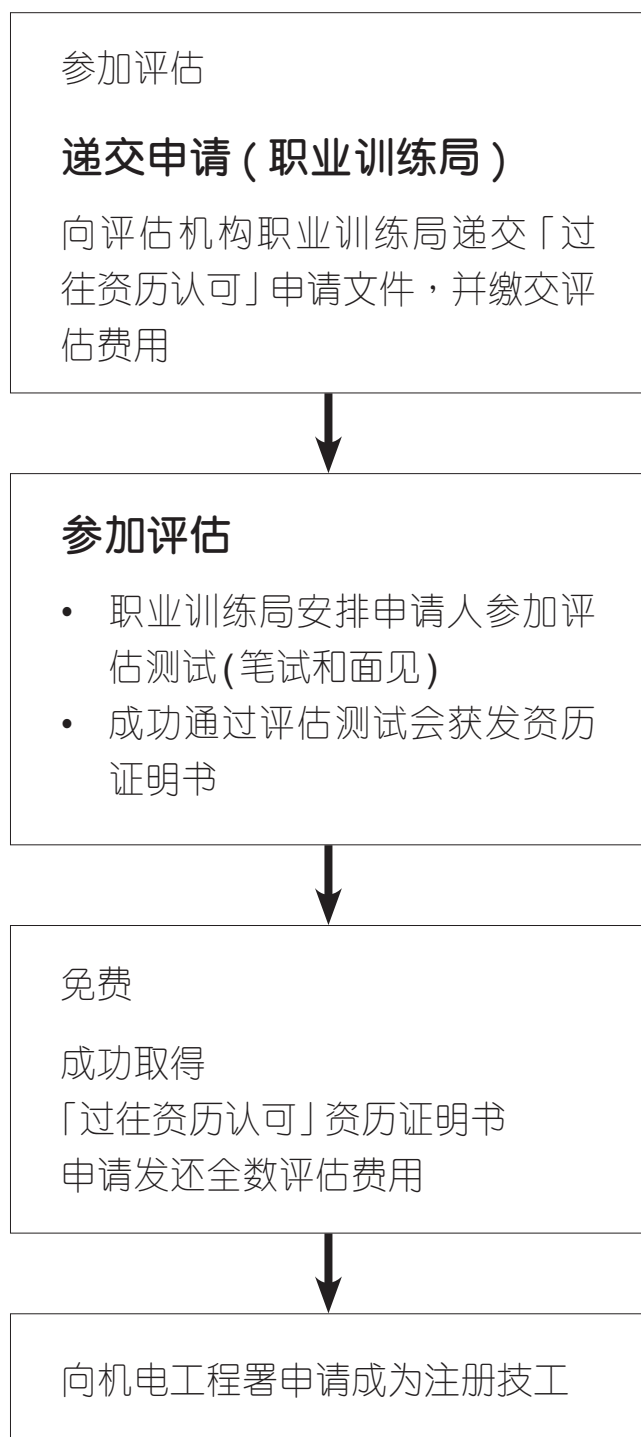 参加评估
递交申请 ( 职业训练局 )
向评估机构职业训练局递交「过
往资历认可」申请文件，并缴交评
估费用
参加评估
• 职业训练局安排申请人参加评
估测试(笔试和面见)
• 成功通过评估测试会获发资历
证明书
免费
成功取得
「过往资历认可」资历证明书
申请发还全数评估费用
向机电工程署申请成为注册技工